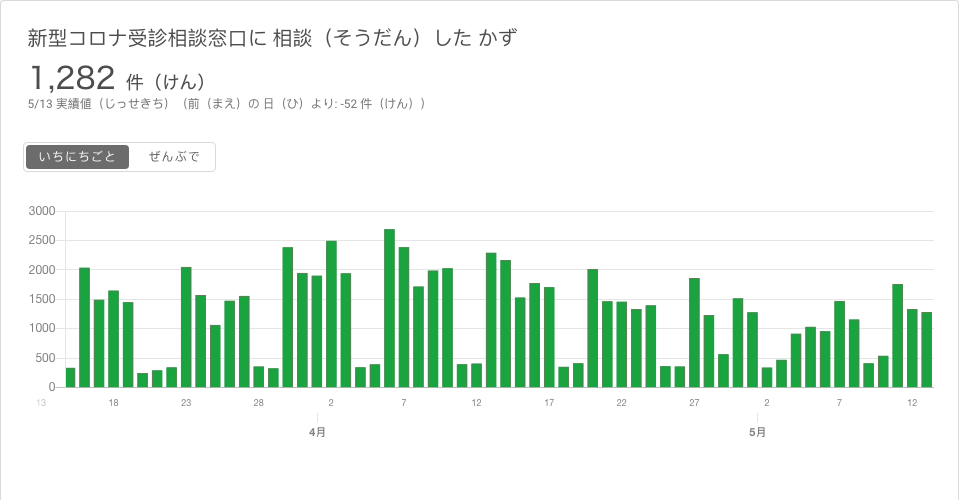 新型コロナ受診相談窓口に 相談（そうだん）した かず
1,282 件（けん）
5/13 実績値（じっせきち）（前（まえ）の 日（ひ）より: -52 件（けん））
いちにちごと ぜんぶで
3000
2500
2000
1500
1000
500
0
13 18 23 28 2 7 12 17 22 27 2 7 12
4月 5月